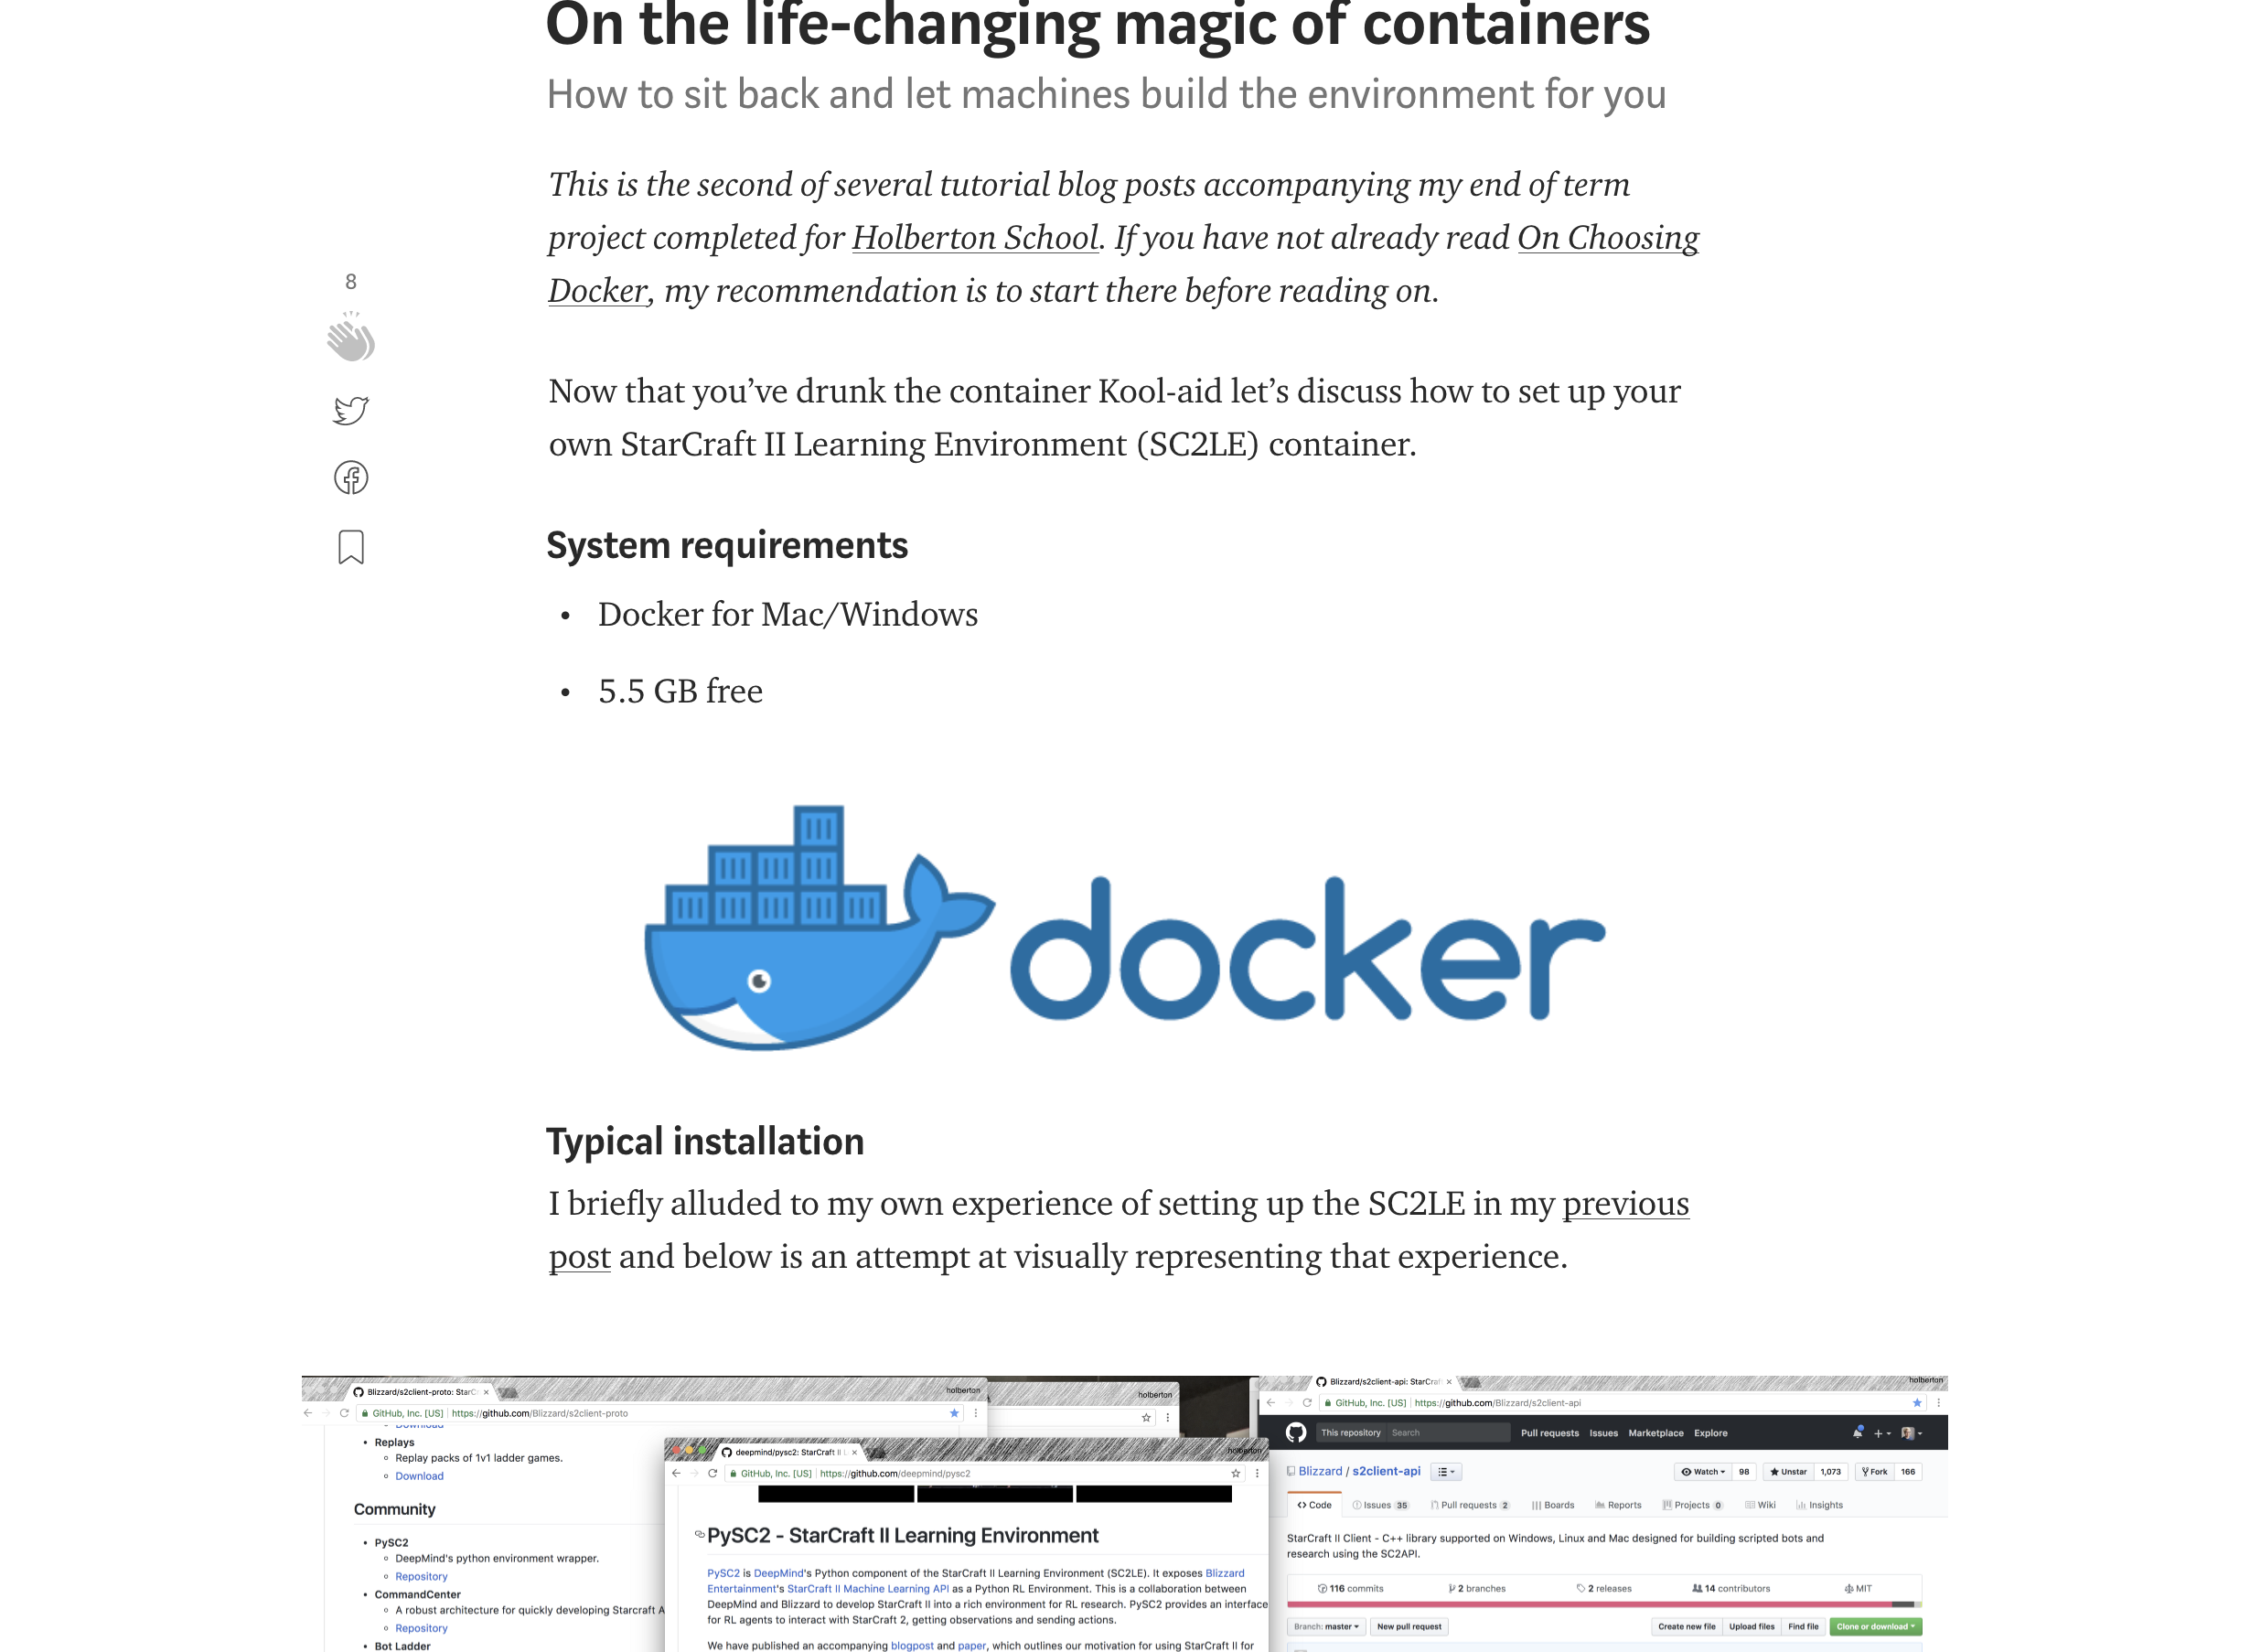 On the life-changing magic of containers
How to sit back and let machines build the environment for you
This is the second of several tutorial blog posts accompanying my end of term
project completed for Holberton School. If you have not already read On Choosing
Docker, my recommendation is to start there before reading on.
8
Now that you’ve drunk the container Kool-aid let’s discuss how to set up your
own StarCraft II Learning Environment (SC2LE) container.
System requirements
• Docker for Mac/Windows
• 5.5 GB free
docker
Typical installation
I briefly alluded to my own experience of setting up the SC2LE in my previous
post and below is an attempt at visually representing that experience.
Blizzard/s2client-proto: StarC
holberton
GitHub, Inc. [US] https://github.com/Blizzard/s2client-proto
Download
Replays
Replay packs of 1v1 ladder games.
Download
Community
PySC2
DeepMind's python environment wrapper.
Repository
CommandCenter
A robust architecture for quickly developing Starcraft A
Repository
Bot Ladder
holberton
deepmind/pysc2: StarCraft II L
holberton
GitHub, Inc. [US] https://github.com/deepmind/pysc2
PySC2 - StarCraft II Learning Environment
PySC2 is DeepMind's Python component of the StarCraft II Learning Environment (SC2LE). It exposes Blizzard
Entertainment's StarCraft II Machine Learning API as a Python RL Environment. This is a collaboration between
DeepMind and Blizzard to develop StarCraft II into a rich environment for RL research. PySC2 provides an interface
for RL agents to interact with StarCraft 2, getting observations and sending actions.
We have published an accompanying blogpost and paper, which outlines our motivation for using StarCraft II for
Blizzard/s2client-api: StarCraf
holberton
GitHub, Inc. [US] https://github.com/Blizzard/s2client-api
This repository Search Pull requests Issues Marketplace Explore
Blizzard / s2client-api Watch 98 Unstar 1,073 Fork 166
Code Issues 35 Pull requests 2 Boards Reports Projects 0 Wiki Insights
StarCraft II Client - C++ library supported on Windows, Linux and Mac designed for building scripted bots and
research using the SC2API.
116 commits 2 branches 2 releases 14 contributors MIT
Branch: master New pull request Create new file Upload files Find file Clone or download